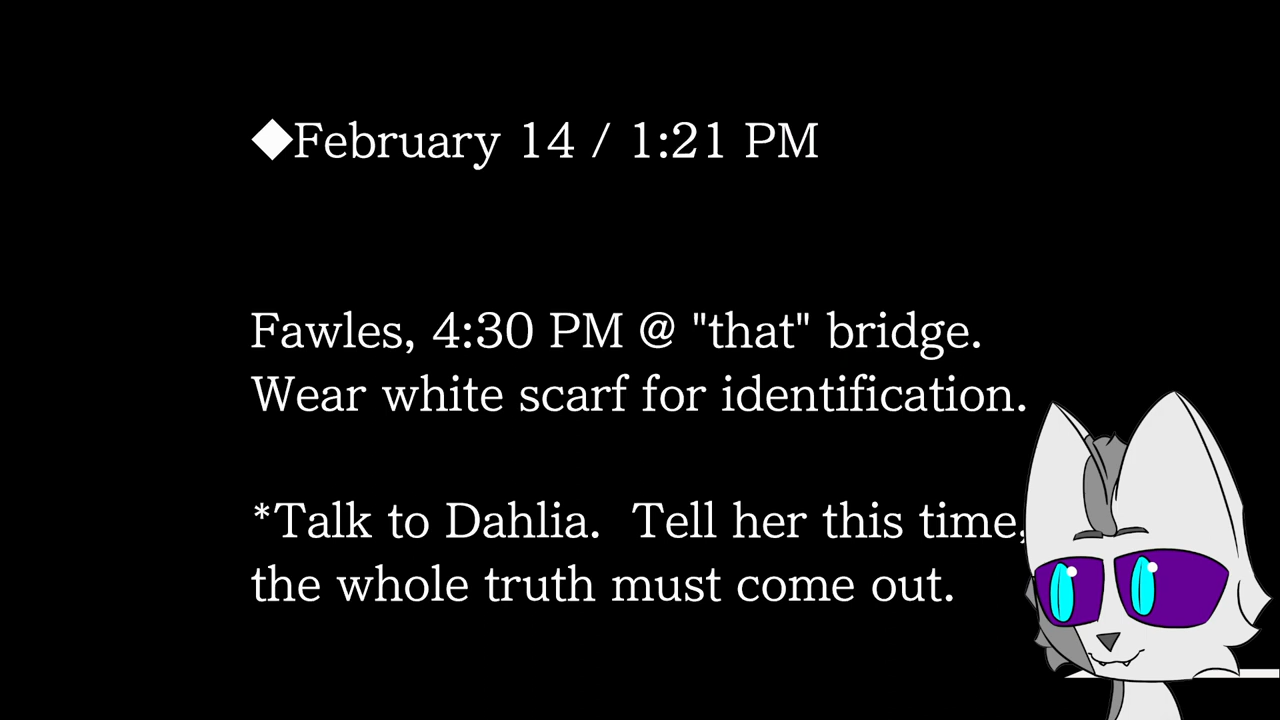 ◆February 14 / 1:21 PM
Fawles, 4:30 PM @ "that" bridge.
Wear white scarf for identification.
*Talk to Dahlia.  Tell her this time,
the whole truth must come out.